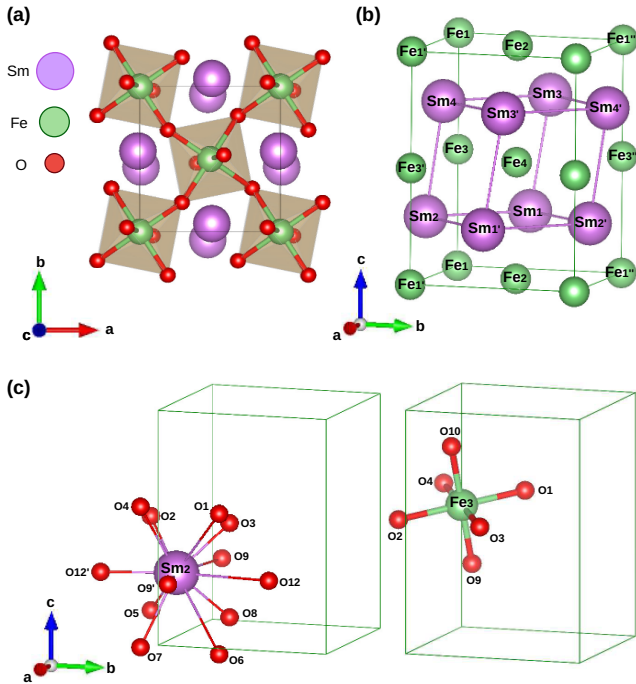 (a)
Sm
Fe
O
b
c
a
(b)
Fe1'
Fe1
Fe2
Fe1''
Sm4
Sm3'
Sm3
Sm4'
Fe3'
Fe3
Fe4
Fe3''
Sm2
Sm1'
Sm1
Sm2'
Fe1'
Fe1
Fe2
Fe1''
c
a
b
(c)
O4
O2
O1
O3
O12'
Sm2
O9
O9'
O12
O5
O8
O7
O6
O10
O4
Fe3
O1
O2
O3
O9
c
a
b